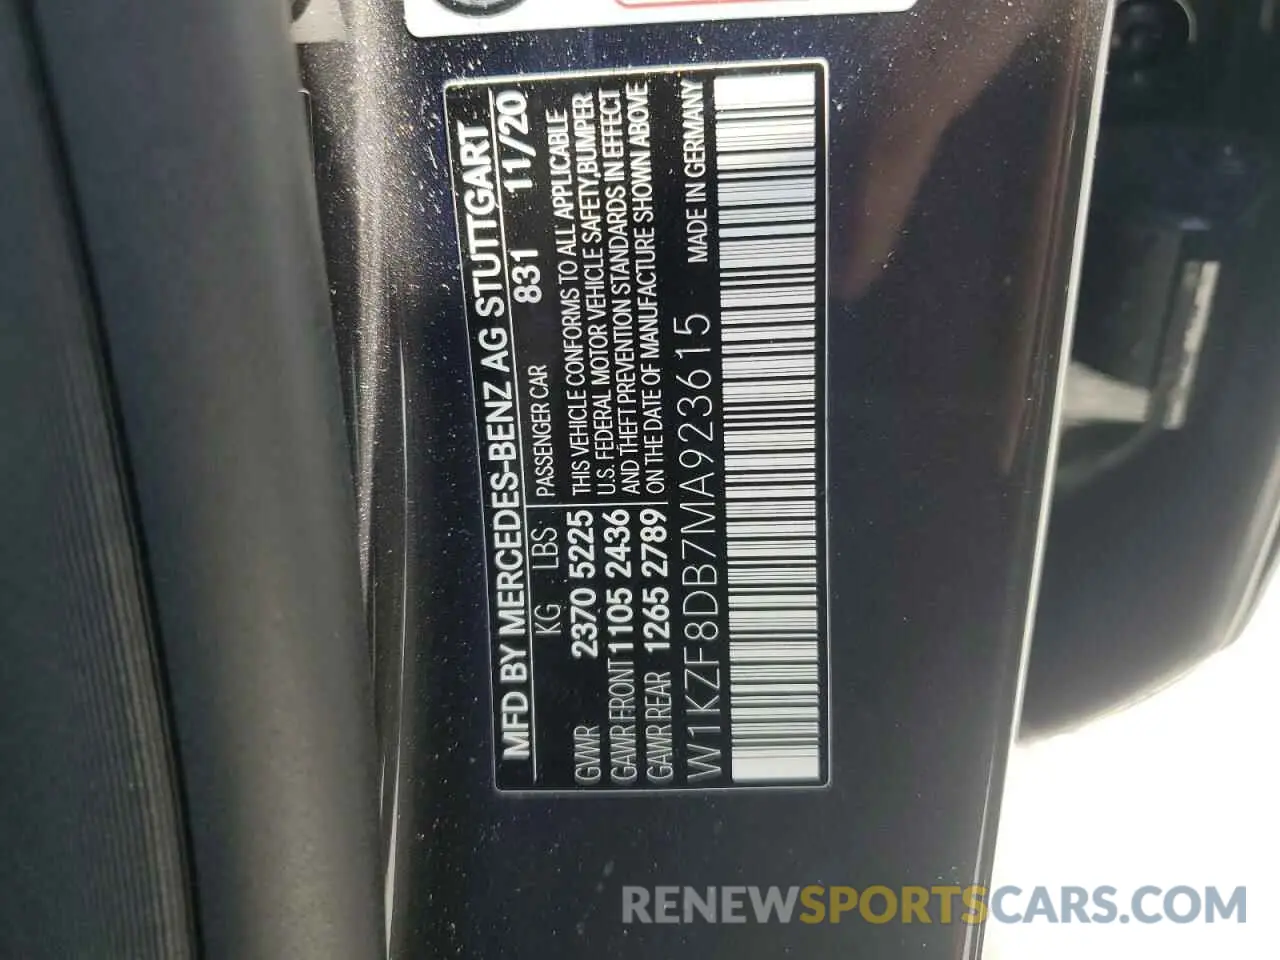 MFD BY MERCEDES-BENZ AG STUTTGART
KG LBS PASSENGER CAR 831 11/20
GVWR 2370 5225 THIS VEHICLE CONFORMS TO ALL APPLICABLE
GAWR FRONT 1105 2436 U.S. FEDERAL MOTOR VEHICLE SAFETY,BUMPER
AND THEFT PREVENTION STANDARDS IN EFFECT
GAWR REAR 1265 2789 ON THE DATE OF MANUFACTURE SHOWN ABOVE
W1KZF8DB7MA923615 MADE IN GERMANY
RENEWSPORTSCARS.COM